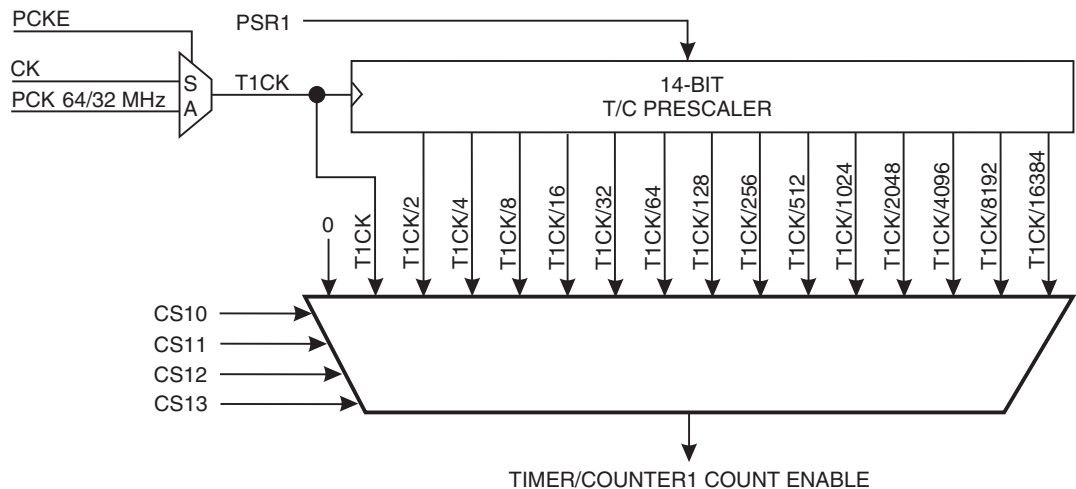 PCKE
PSR1
CK
PCK 64/32 MHz
S
A
T1CK
14-BIT
T/C PRESCALER
0
T1CK
T1CK/2
T1CK/4
T1CK/8
T1CK/16
T1CK/32
T1CK/64
T1CK/128
T1CK/256
T1CK/512
T1CK/1024
T1CK/2048
T1CK/4096
T1CK/8192
T1CK/16384
CS10
CS11
CS12
CS13
TIMER/COUNTER1 COUNT ENABLE